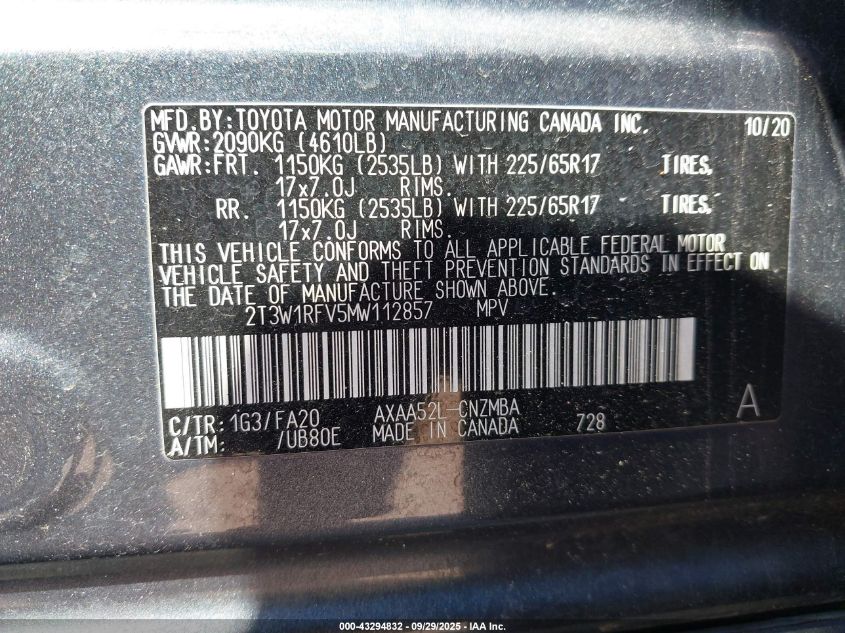 MFD.BY:TOYOTA MOTOR MANUFACTURING CANADA INC. 10/20
GVWR:2090KG (4610LB)
GAWR:FRT. 1150KG (2535LB) WITH 225/65R17 TIRES,
17x7.0J RIMS.
RR. 1150KG (2535LB) WITH 225/65R17 TIRES,
17x7.0J RIMS.
THIS VEHICLE CONFORMS TO ALL APPLICABLE FEDERAL MOTOR
VEHICLE SAFETY AND THEFT PREVENTION STANDARDS IN EFFECT ON
THE DATE OF MANUFACTURE SHOWN ABOVE.
2T3W1RFV5MW112857 MPV
C/TR: 1G3/FA20 AXAA52L-CNZMBA A
A/TM: /UB80E MADE IN CANADA 728
000-43294832 - 09/29/2025 - IAA Inc.